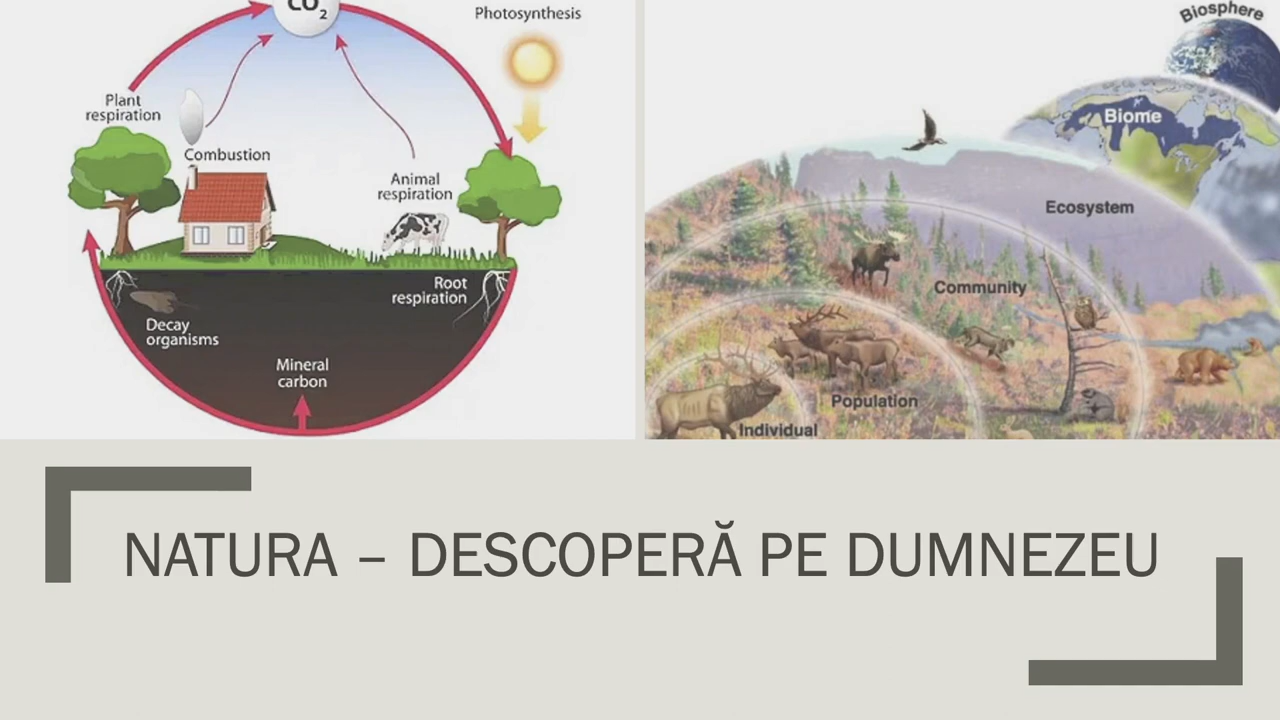 CO2
Photosynthesis
Plant
respiration
Combustion
Animal
respiration
Root
respiration
Decay
organisms
Mineral
carbon
Biosphere
Biome
Ecosystem
Community
Population
Individual
NATURA – DESCOPERĂ PE DUMNEZEU